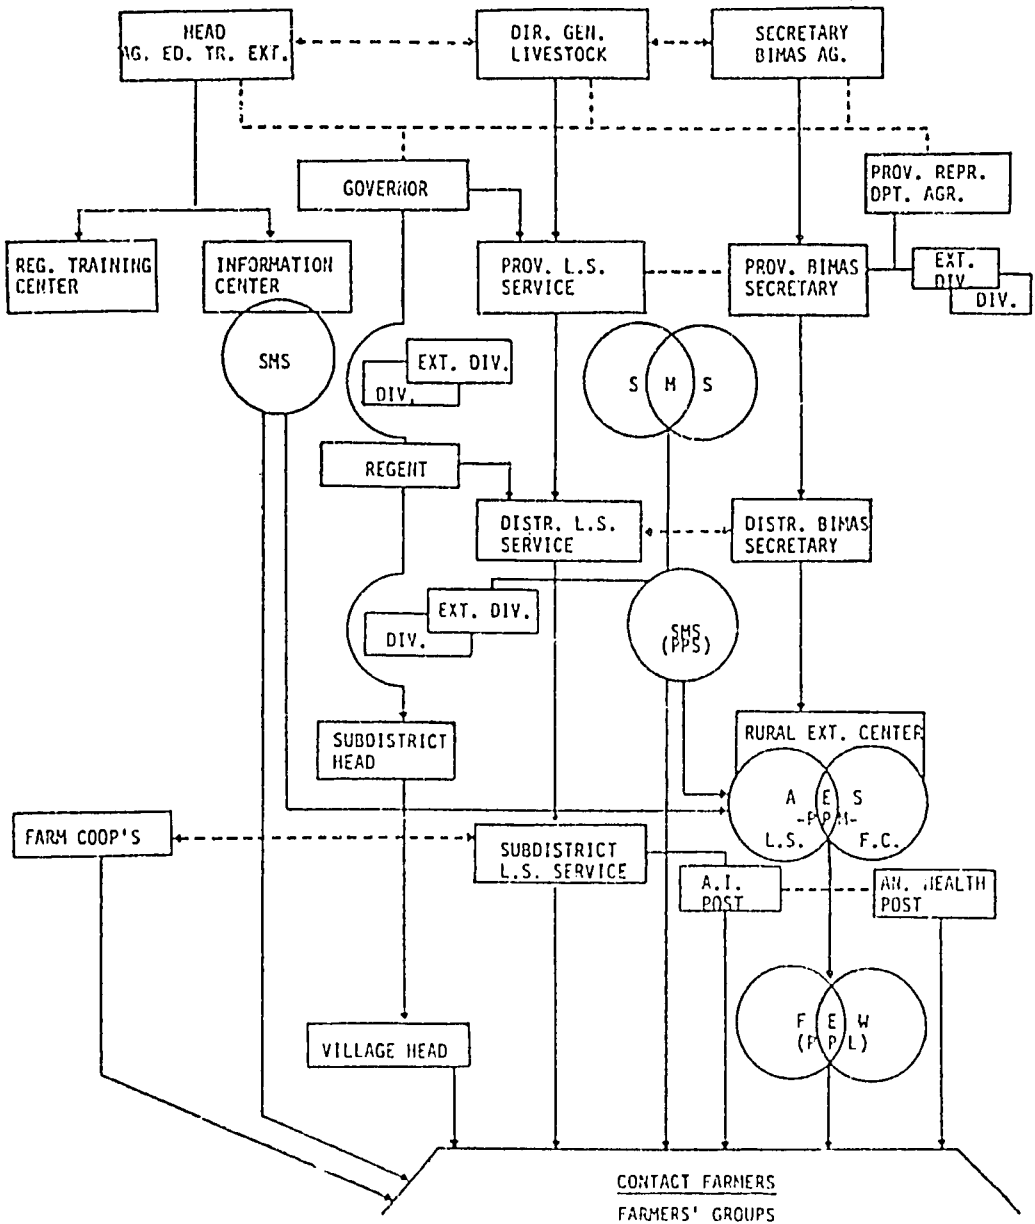 HEAD
AG. ED. TR. EXT.
DIR. GEN.
LIVESTOCK
SECRETARY
BIMAS AG.
GOVERNOR
PROV. REPR.
DPT. AGR.
REG. TRAINING
CENTER
INFORMATION
CENTER
PROV. L.S.
SERVICE
PROV. BIMAS
SECRETARY
EXT.
DIV.
DIV.
SMS
EXT. DIV.
DIV.
S M S
REGENT
DISTR. L.S.
SERVICE
DISTR. BIMAS
SECRETARY
EXT. DIV.
DIV.
SMS
(PPS)
SUBDISTRICT
HEAD
RURAL EXT. CENTER
A E S
-PPM-
L.S. F.C.
FARM COOP'S
SUBDISTRICT
L.S. SERVICE
A.I.
POST
AN. HEALTH
POST
F E W
(PPL)
VILLAGE HEAD
CONTACT FARMERS
FARMERS' GROUPS